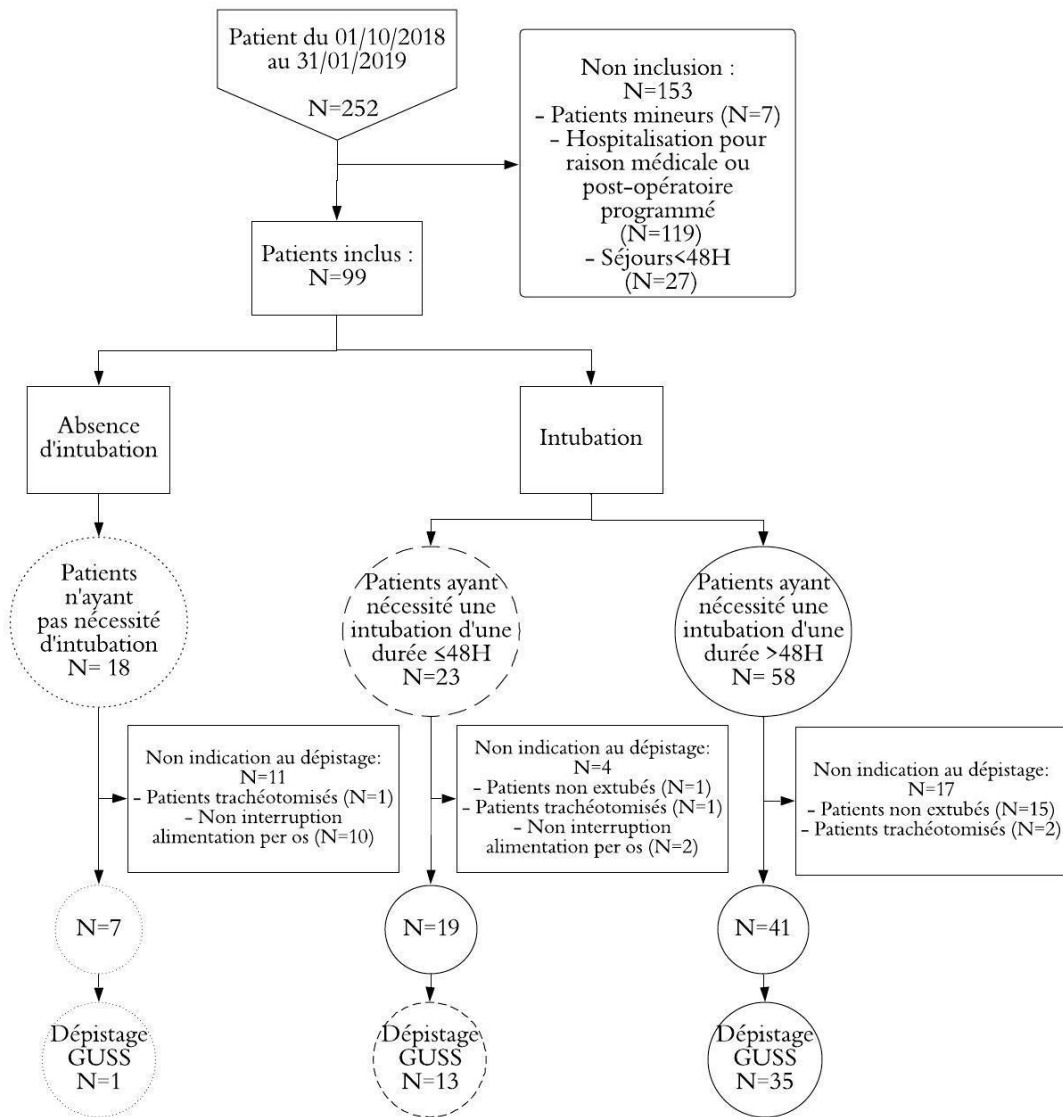 Patient du 01/10/2018
au 31/01/2019
N=252
Non inclusion :
N=153
- Patients mineurs (N=7)
- Hospitalisation pour
raison médicale ou
post-opératoire
programmé
(N=119)
- Séjours<48H
(N=27)
Patients inclus :
N=99
Absence
d'intubation
Intubation
Patients
n'ayant
pas nécessité
d'intubation
N= 18
Patients ayant
nécessité une
intubation d'une
durée ≤48H
N=23
Patients ayant
nécessité une
intubation d'une
durée >48H
N= 58
Non indication au dépistage:
N=11
- Patients trachéotomisés (N=1)
- Non interruption
alimentation per os (N=10)
Non indication au dépistage:
N=4
- Patients non extubés (N=1)
- Patients trachéotomisés (N=1)
- Non interruption
alimentation per os (N=2)
Non indication au dépistage:
N=17
- Patients non extubés (N=15)
- Patients trachéotomisés (N=2)
N=7
N=19
N=41
Dépistage
GUSS
N=1
Dépistage
GUSS
N=13
Dépistage
GUSS
N=35